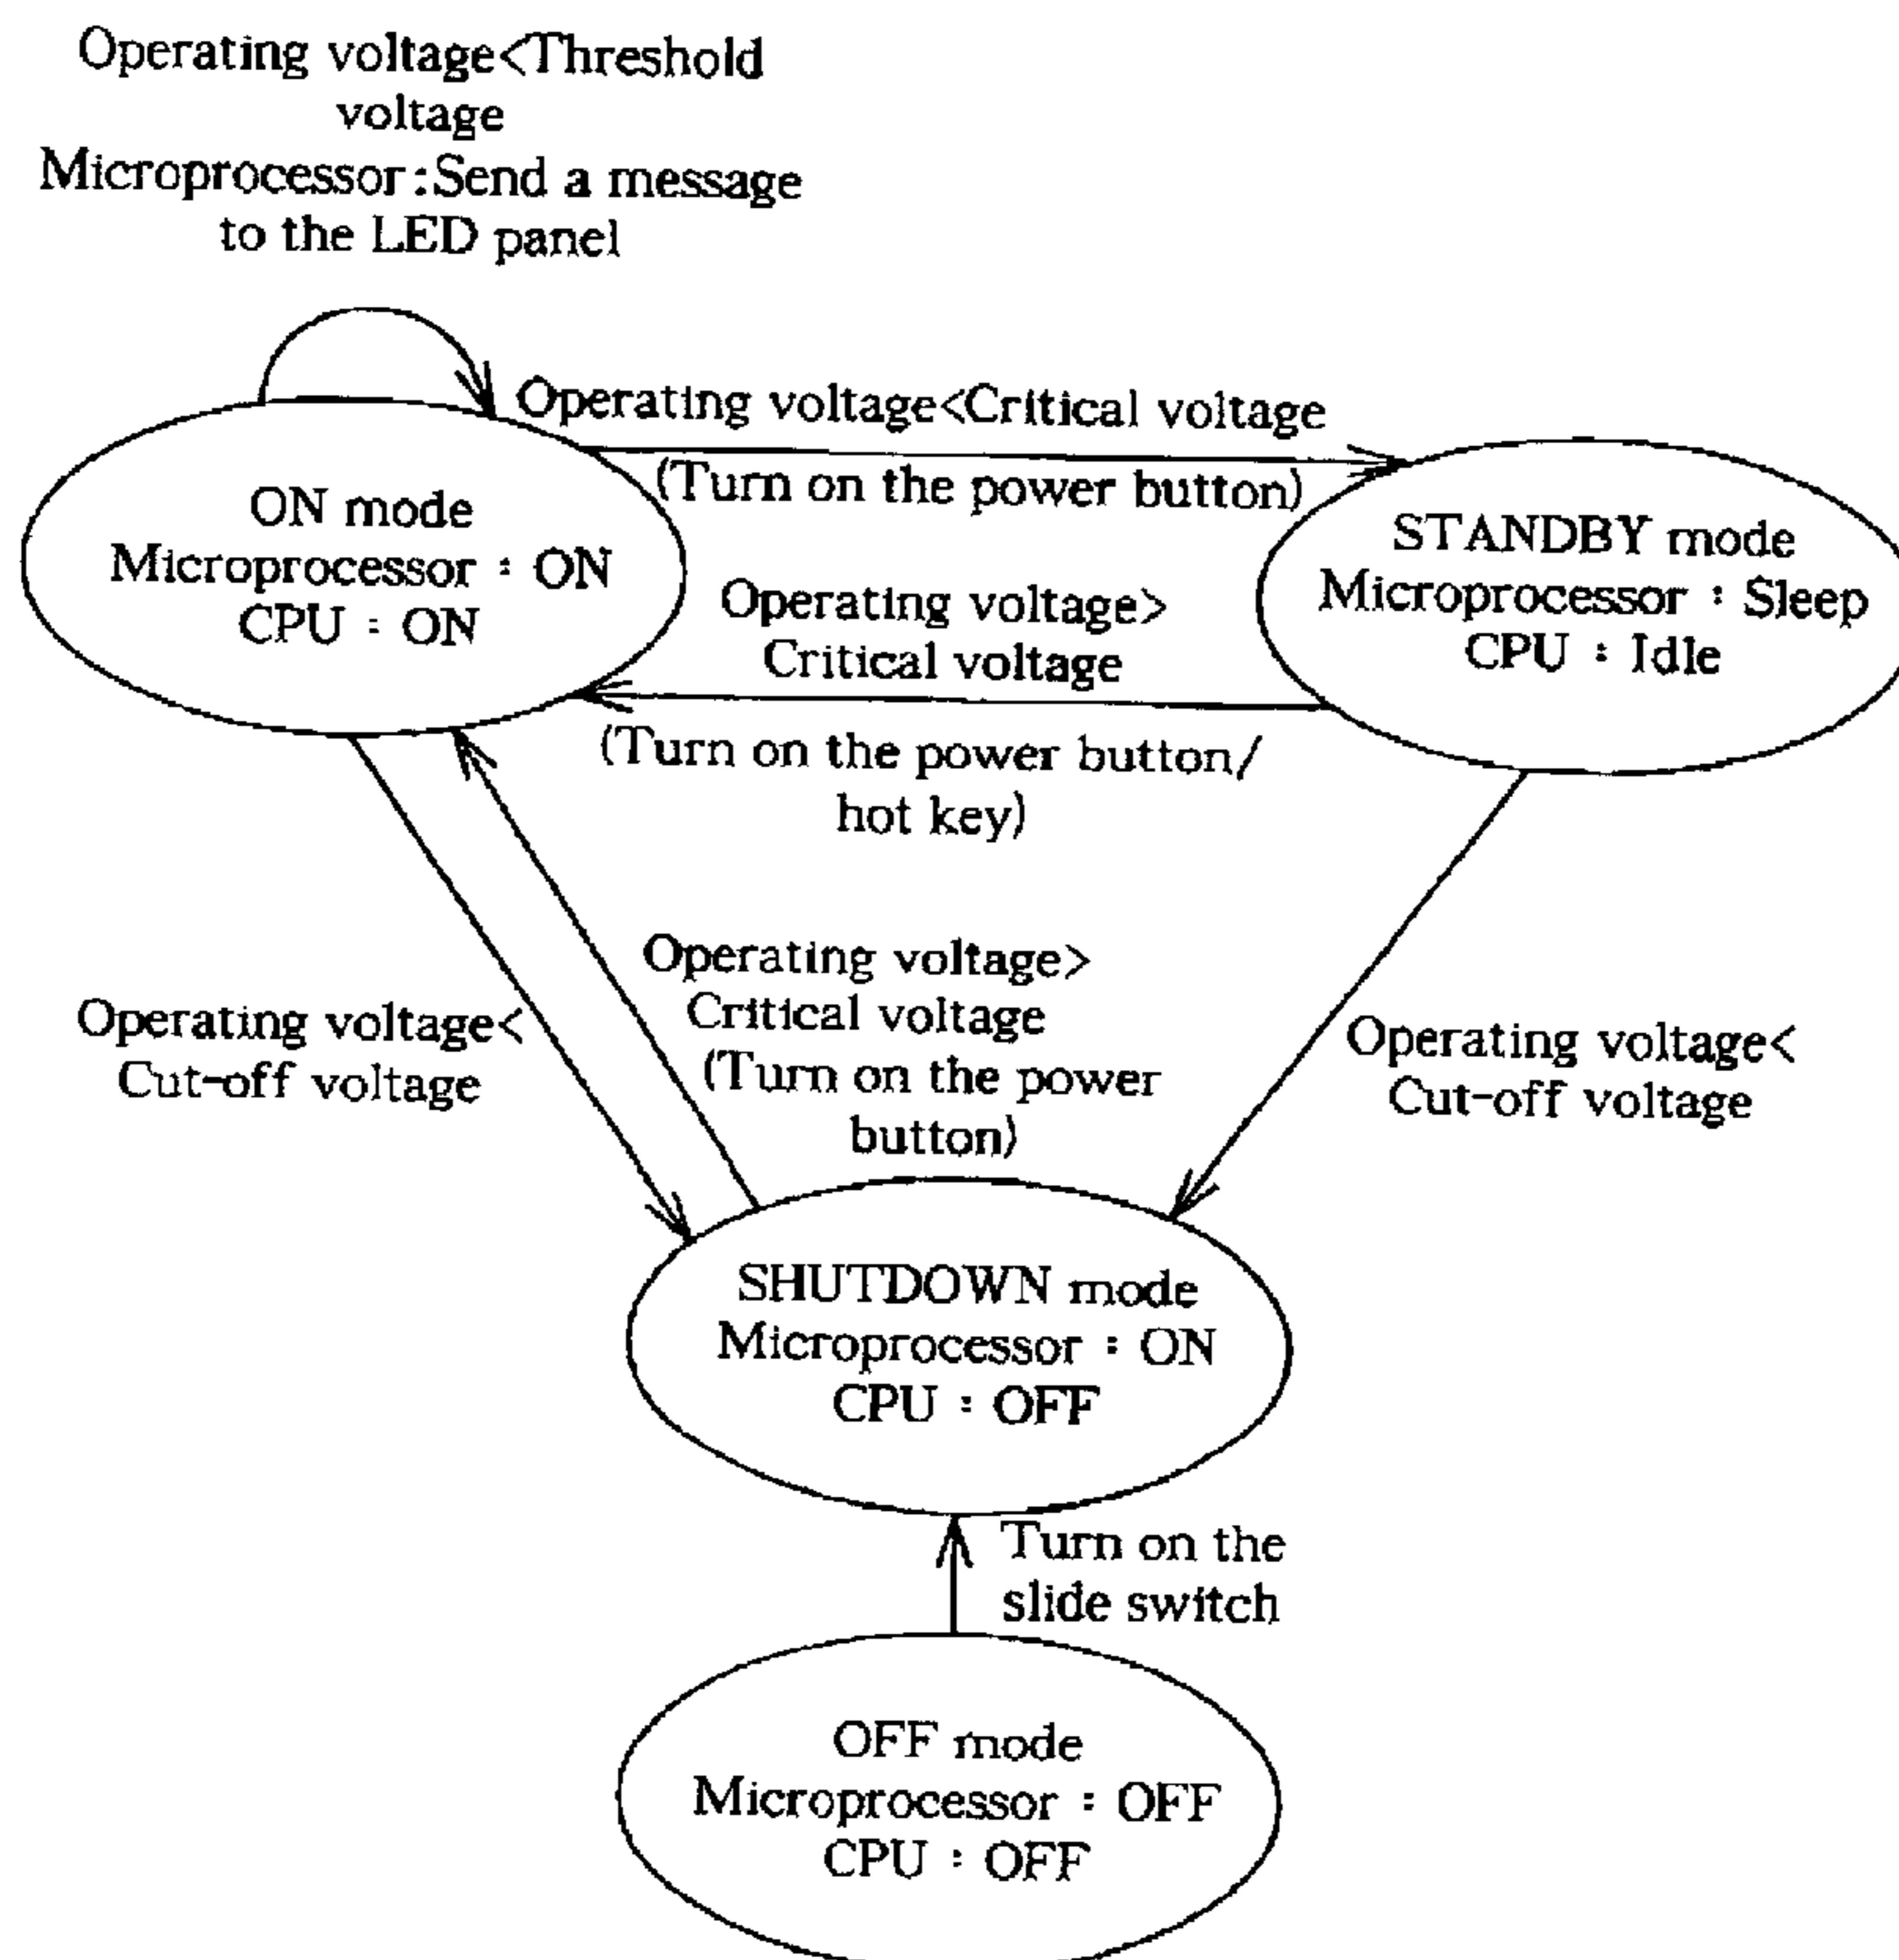 Operating voltage<Threshold
voltage
Microprocessor:Send a message
to the LED panel
Operating voltage<Critical voltage
(Turn on the power button)
ON mode
Microprocessor : ON
CPU : ON
STANDBY mode
Microprocessor : Sleep
CPU : Idle
Operating voltage>
Critical voltage
(Turn on the power button/
hot key)
Operating voltage<
Cut-off voltage
Operating voltage>
Critical voltage
(Turn on the power
button)
Operating voltage<
Cut-off voltage
SHUTDOWN mode
Microprocessor : ON
CPU : OFF
Turn on the
slide switch
OFF mode
Microprocessor : OFF
CPU : OFF